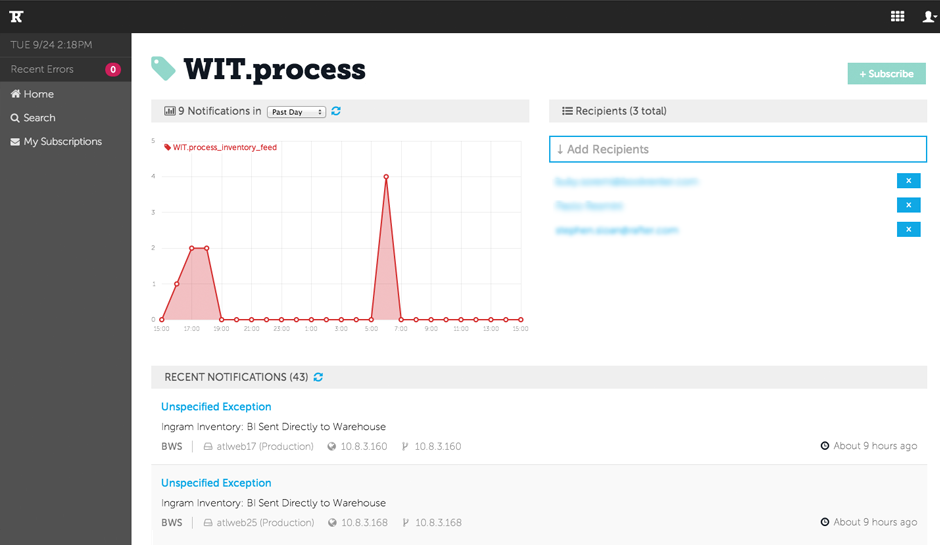 TUE 9/24 2:18PM
Recent Errors 0
Home
Search
My Subscriptions
WIT.process
+ Subscribe
9 Notifications in Past Day
Recipients (3 total)
WIT.process_inventory_feed
5
4
3
2
1
0
15:00 17:00 19:00 21:00 23:00 1:00 3:00 5:00 7:00 9:00 11:00 13:00 15:00
↓ Add Recipients
x
x
x
RECENT NOTIFICATIONS (43)
Unspecified Exception
Ingram Inventory: BI Sent Directly to Warehouse
BWS | atlweb17 (Production) 10.8.3.160 10.8.3.160
About 9 hours ago
Unspecified Exception
Ingram Inventory: BI Sent Directly to Warehouse
BWS | atlweb25 (Production) 10.8.3.168 10.8.3.168
About 9 hours ago